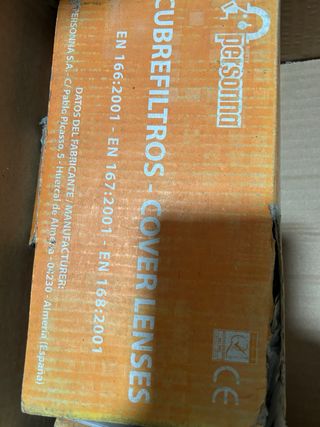 personna
CUBREFILTROS - COVER LENSES
EN 166:2001 - EN 167:2001 - EN 168:2001
DATOS DEL FABRICANTE / MANUFACTURER:
PERSONNA S.A. - C/ Pablo Picasso, 5 - Huercal de Almería - 04230 - Almería (España)
CE